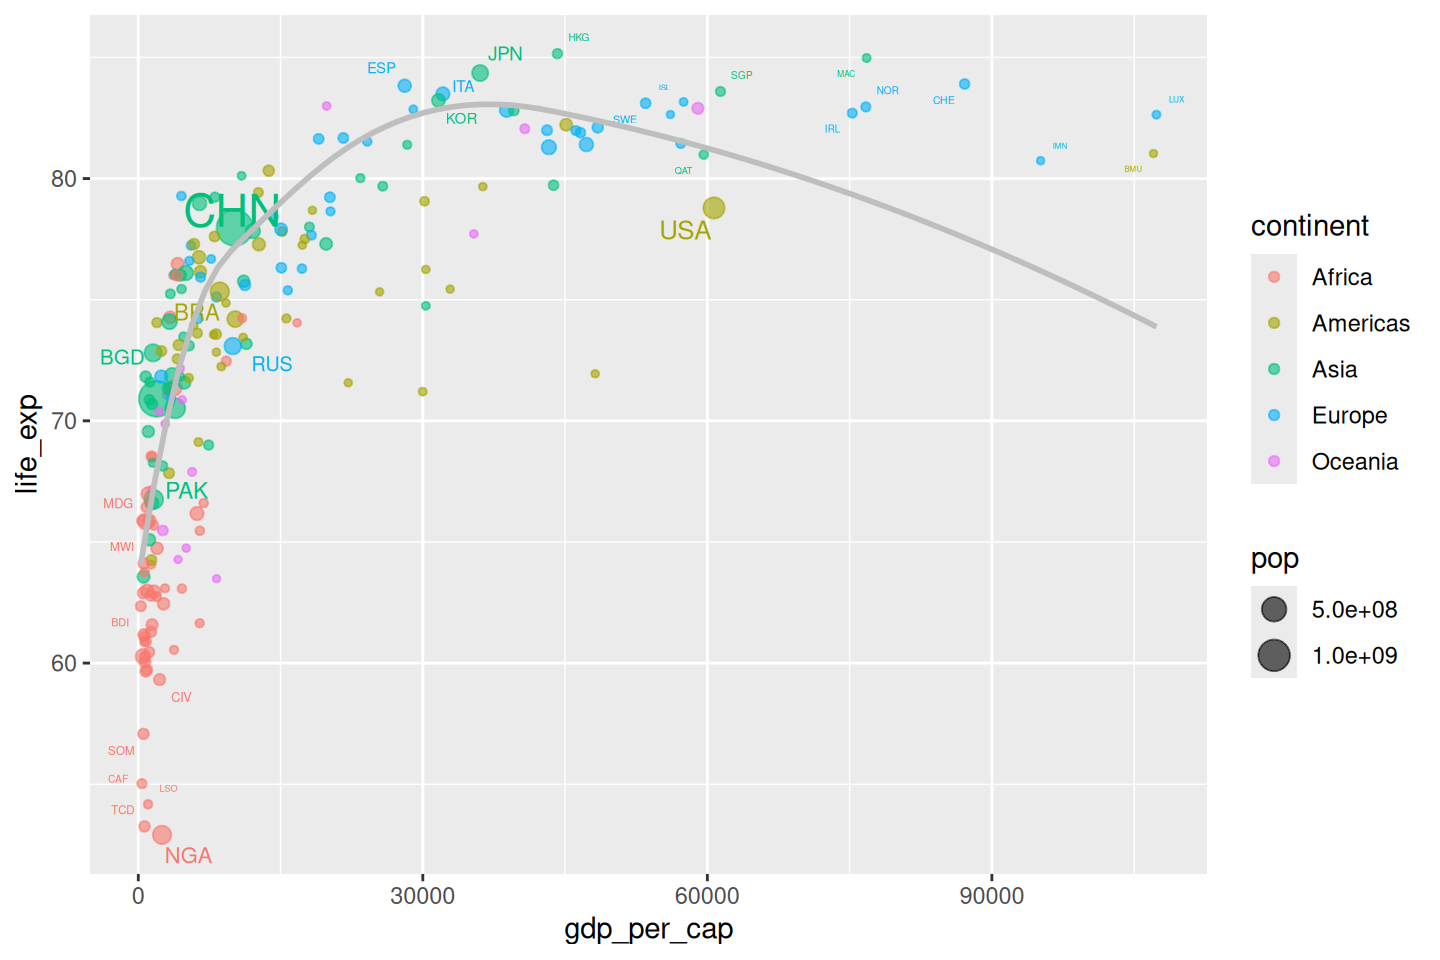 HKG
JPN
ESP
SGP
MAC
ITA
ISL
NOR
CHE
LUX
KOR
SWE
IRL
IMN
QAT
BMU
80
CHN
USA
BRA
BGD
RUS
70
PAK
MDG
MWI
BDI
60
CIV
SOM
CAF
LSO
TCD
NGA
life_exp
0
30000
60000
90000
gdp_per_cap
continent
Africa
Americas
Asia
Europe
Oceania
pop
5.0e+08
1.0e+09